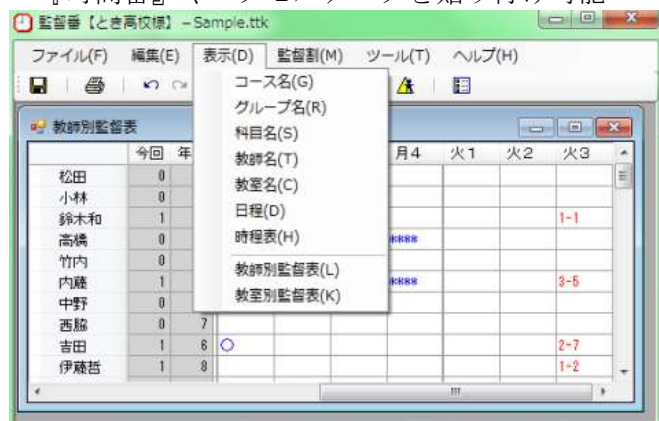 監督番【とき高校様】 - Sample.ttk
ファイル(F) 編集(E) 表示(D) 監督割(M) ツール(T) ヘルプ(H)
コース名(G)
グループ名(R)
科目名(S)
教師名(T)
教室名(C)
日程(D)
時程表(H)
教師別監督表(L)
教室別監督表(K)
教師別監督表
今回 年 月4 火1 火2 火3
松田 0
小林 0
鈴木和 1 1-1
高橋 0
竹内 0
内藤 1 3-5
中野 0
西脇 0 7
吉田 1 6 ○ 2-7
伊藤哲 1 8 1-2